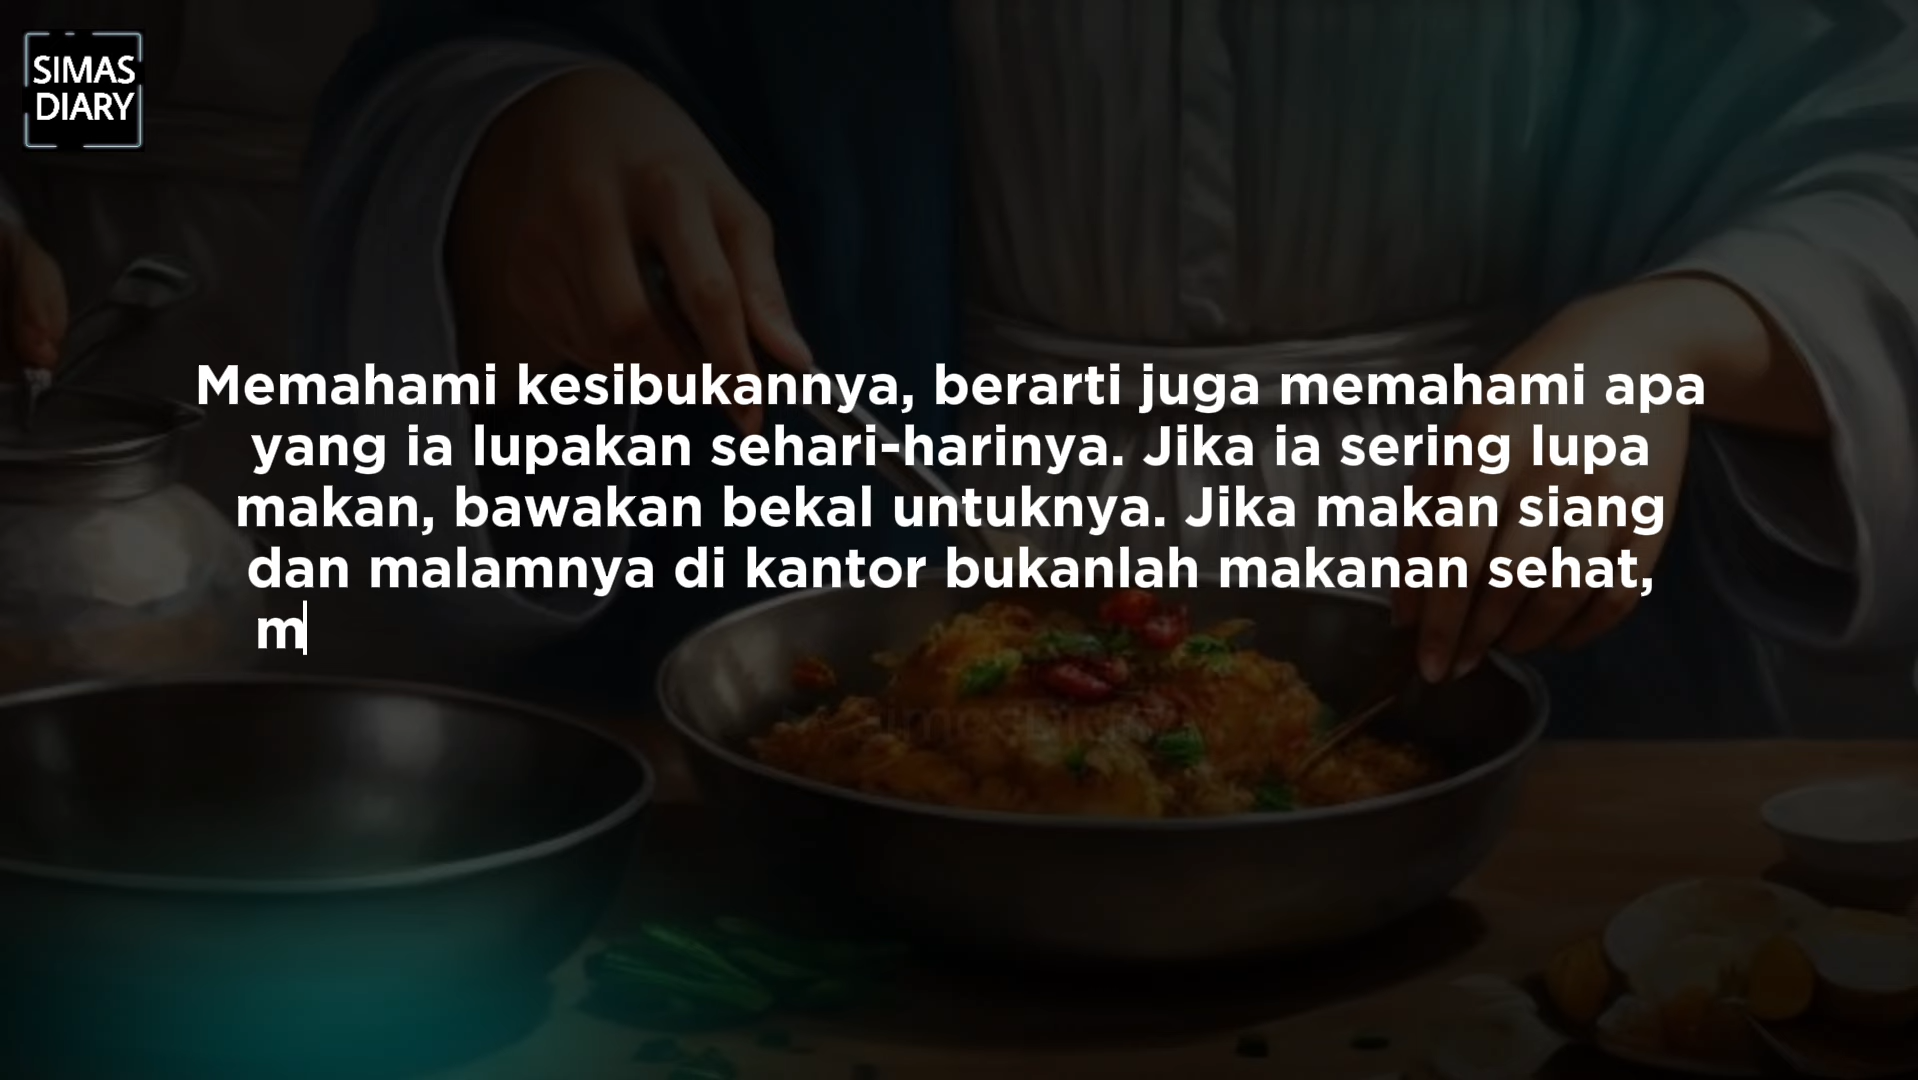 SIMAS
DIARY
Memahami kesibukannya, berarti juga memahami apa
yang ia lupakan sehari-harinya. Jika ia sering lupa
makan, bawakan bekal untuknya. Jika makan siang
dan malamnya di kantor bukanlah makanan sehat,
m